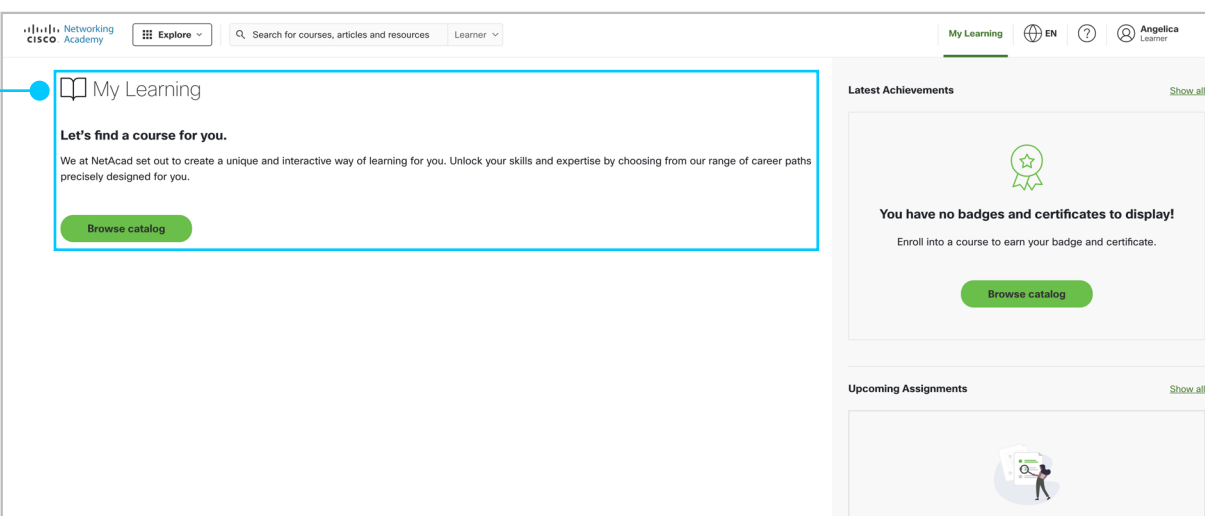 Networking
CISCO. Academy
Explore
Search for courses, articles and resources
Learner
My Learning
EN
?
Angelica
Learner
My Learning
Let's find a course for you.
We at NetAcad set out to create a unique and interactive way of learning for you. Unlock your skills and expertise by choosing from our range of career paths
precisely designed for you.
Browse catalog
Latest Achievements
Show all
You have no badges and certificates to display!
Enroll into a course to earn your badge and certificate.
Browse catalog
Upcoming Assignments
Show all